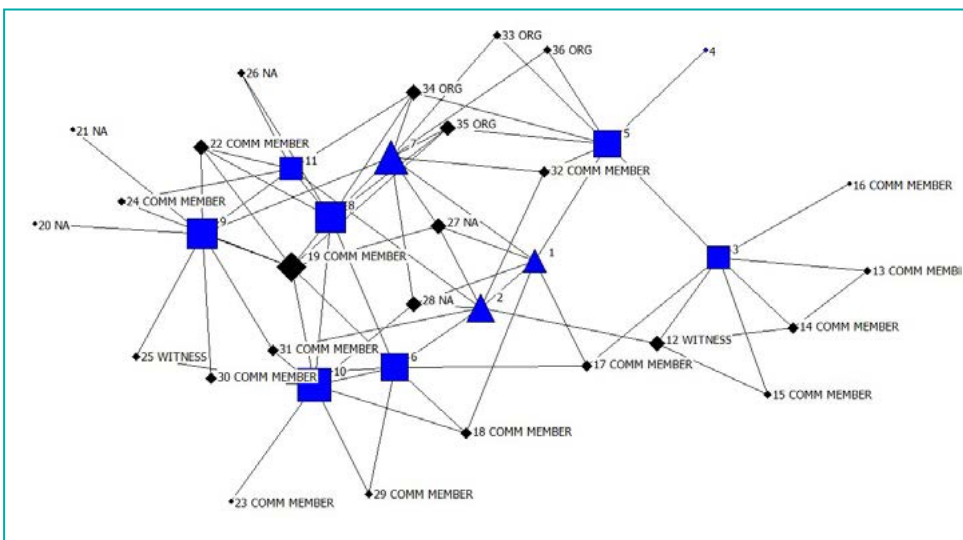 33 ORG
36 ORG
4
26 NA
34 ORG
35 ORG
21 NA
22 COMM MEMBER
5
7
11
32 COMM MEMBER
16 COMM MEMBER
24 COMM MEMBER
8
9
20 NA
27 NA
19 COMM MEMBER
1
3
13 COMM MEMBI
28 NA
2
14 COMM MEMBER
12 WITNESS
31 COMM MEMBER
25 WITNESS
6
17 COMM MEMBER
30 COMM MEMBER
10
15 COMM MEMBER
18 COMM MEMBER
29 COMM MEMBER
23 COMM MEMBER